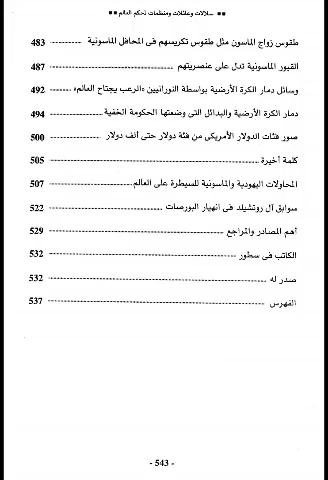 ■■ سلالات وعائلات ومنظمات تحكم العالم ■■
طقوس زواج الماسون مثل طقوس تكريسهم فى المحافل الماسونية ---------- 483
القبور الماسونية تدل على عنصريتهم ---------- 487
وسائل دمار الكرة الأرضية بواسطة النورانيين «الرعب يجتاح العالم» ---------- 492
دمار الكرة الأرضية والبدائل التى وضعتها الحكومة الخفية ---------- 494
صور فئات الدولار الأمريكى من فئة دولار حتى ألف دولار ---------- 500
كلمة أخيرة ---------- 505
المحاولات اليهودية والماسونية للسيطرة على العالم ---------- 507
سوابق آل روتشيلد فى انهيار البورصات ---------- 522
أهم المصادر والمراجع ---------- 529
الكاتب فى سطور ---------- 532
صدر له ---------- 532
الفهرس ---------- 537
- 543 -